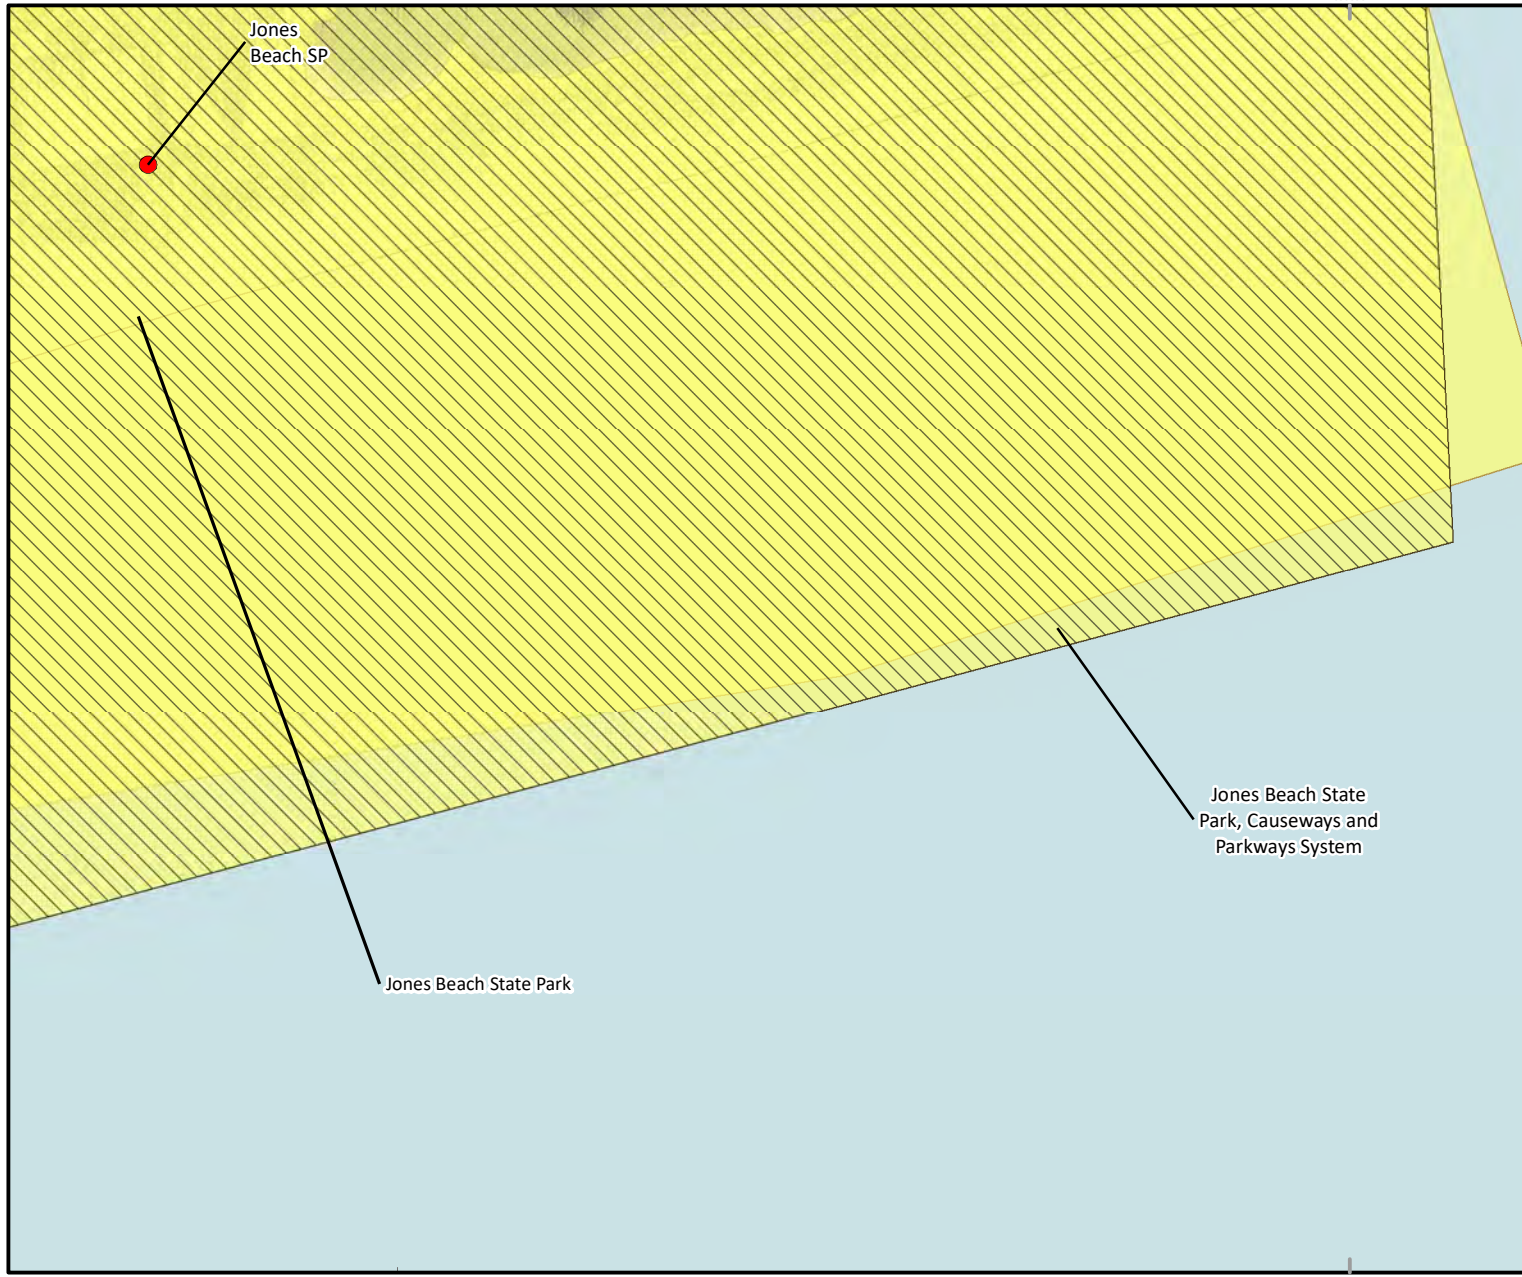 Jones
Beach SP
Jones Beach State
Park, Causeways and
Parkways System
Jones Beach State Park